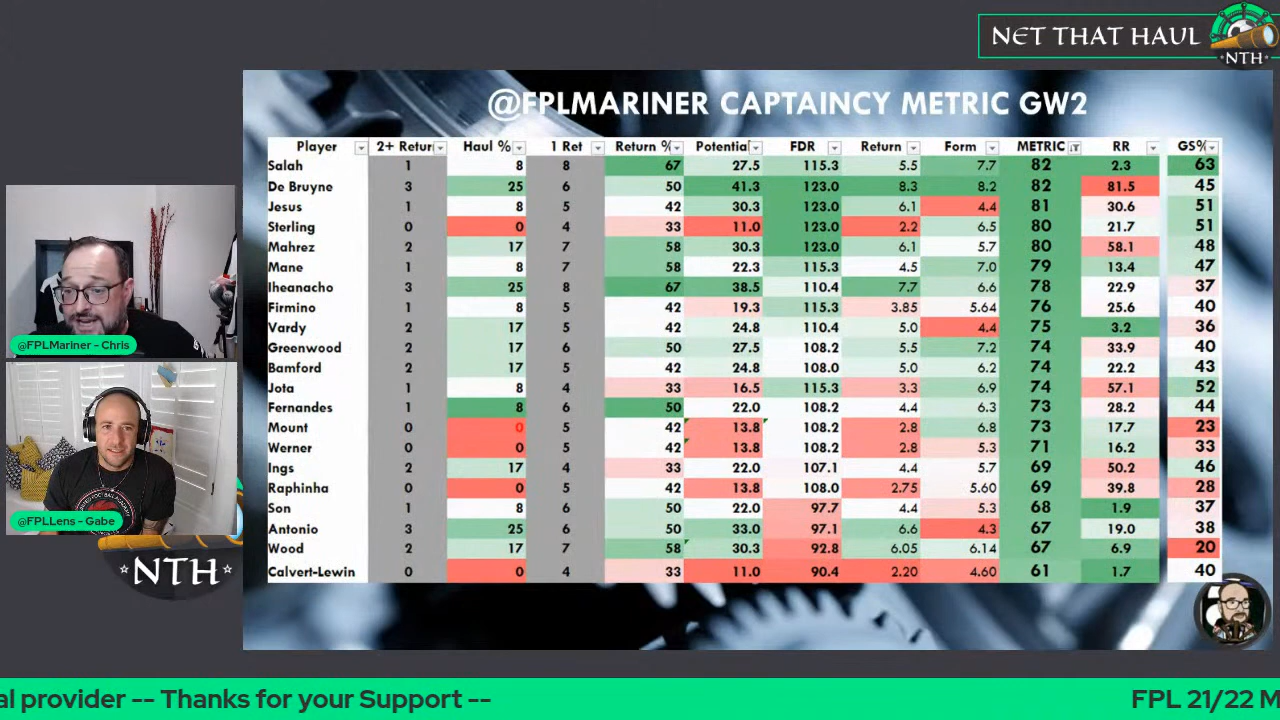 NET THAT HAUL
NTH
@FPLMARINER CAPTAINCY METRIC GW2
Player 2+ Retur Haul % 1 Ret Return % Potential FDR Return Form METRIC RR GS%
Salah 1 8 8 67 27.5 115.3 5.5 7.7 82 2.3 63
De Bruyne 3 25 6 50 41.3 123.0 8.3 8.2 82 81.5 45
Jesus 1 8 5 42 30.3 123.0 6.1 4.4 81 30.6 51
Sterling 0 0 4 33 11.0 123.0 2.2 6.5 80 21.7 51
Mahrez 2 17 7 58 30.3 123.0 6.1 5.7 80 58.1 48
Mane 1 8 7 58 22.3 115.3 4.5 7.0 79 13.4 47
Iheanacho 3 25 8 67 38.5 110.4 7.7 6.6 78 22.9 37
Firmino 1 8 5 42 19.3 115.3 3.85 5.64 76 25.6 40
Vardy 2 17 5 42 24.8 110.4 5.0 4.4 75 3.2 36
Greenwood 2 17 6 50 27.5 108.2 5.5 7.2 74 33.9 40
Bamford 2 17 5 42 24.8 108.0 5.0 6.2 74 22.2 43
Jota 1 8 4 33 16.5 115.3 3.3 6.9 74 57.1 52
Fernandes 1 8 6 50 22.0 108.2 4.4 6.3 73 28.2 44
Mount 0 0 5 42 13.8 108.2 2.8 6.8 73 17.7 23
Werner 0 0 5 42 13.8 108.2 2.8 5.3 71 16.2 33
Ings 2 17 4 33 22.0 107.1 4.4 5.7 69 50.2 46
Raphinha 0 0 5 42 13.8 108.0 2.75 5.60 69 39.8 28
Son 1 8 6 50 22.0 97.7 4.4 5.3 68 1.9 37
Antonio 3 25 6 50 33.0 97.1 6.6 4.3 67 19.0 38
Wood 2 17 7 58 30.3 92.8 6.05 6.14 67 6.9 20
Calvert-Lewin 0 0 4 33 11.0 90.4 2.20 4.60 61 1.7 40
@FPLMariner - Chris
@FPLLens - Gabe
NTH
al provider -- Thanks for your Support -- FPL 21/22 M